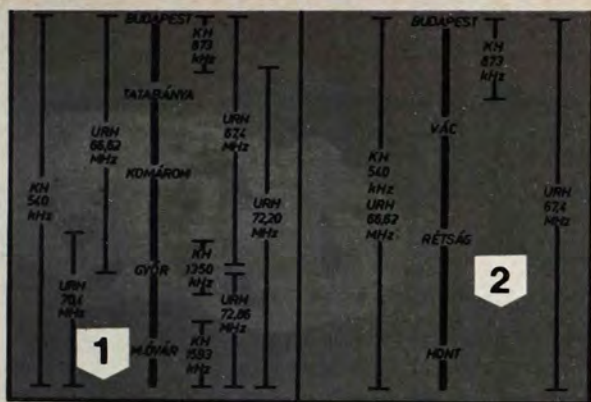 BUDAPEST
KH
873
kHz
TATABÁNYA
URH
66,62
MHz
URH
67,4
MHz
KOMÁROM
KH
540
kHz
URH
72,20
MHz
GYŐR
KH
1350
kHz
URH
70,1
MHz
URH
72,86
MHz
M.ÓVÁR
KH
1593
kHz
1
BUDAPEST
KH
873
kHz
VÁC
KH
540
kHz
URH
66,62
MHz
URH
67,4
MHz
RÉTSÁG
2
HONT